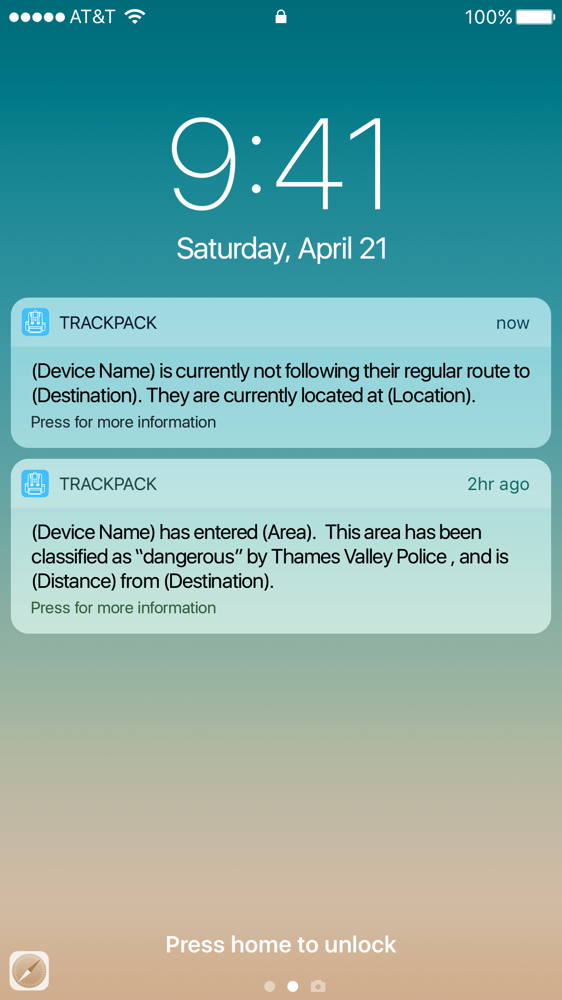 ●●●●● AT&T 100%
9:41
Saturday, April 21
TRACKPACK now
(Device Name) is currently not following their regular route to
(Destination). They are currently located at (Location).
Press for more information
TRACKPACK 2hr ago
(Device Name) has entered (Area).  This area has been
classified as “dangerous” by Thames Valley Police , and is
(Distance) from (Destination).
Press for more information
Press home to unlock